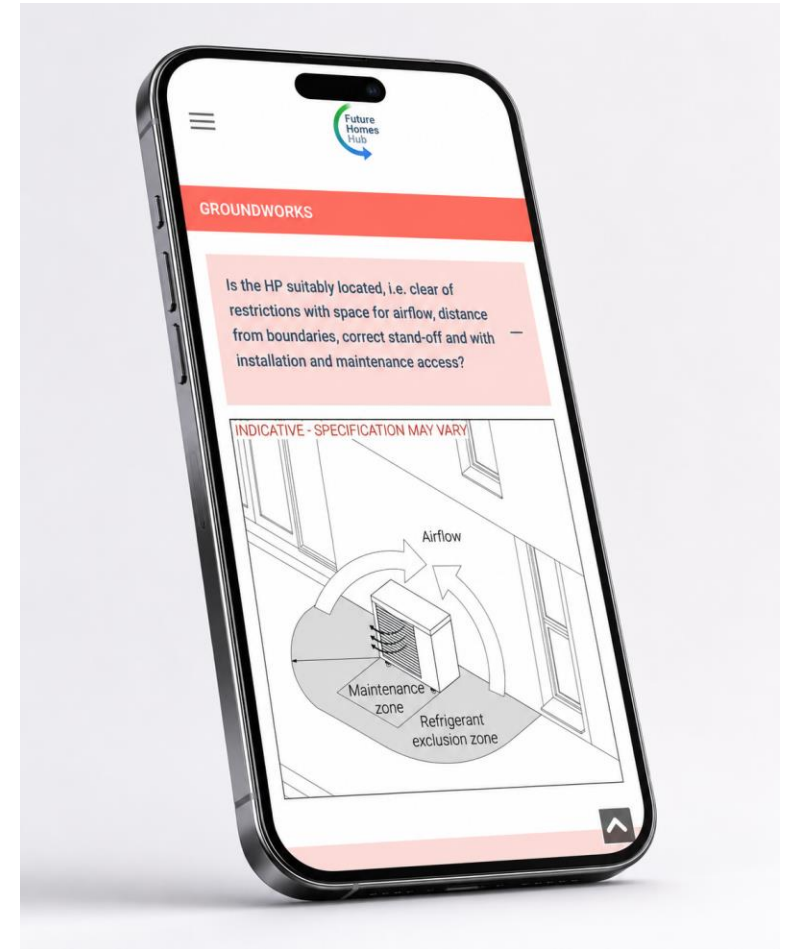 Future
Homes
Hub
GROUNDWORKS
Is the HP suitably located, i.e. clear of
restrictions with space for airflow, distance
from boundaries, correct stand-off and with
installation and maintenance access?
INDICATIVE - SPECIFICATION MAY VARY
Airflow
Maintenance
zone
Refrigerant
exclusion zone